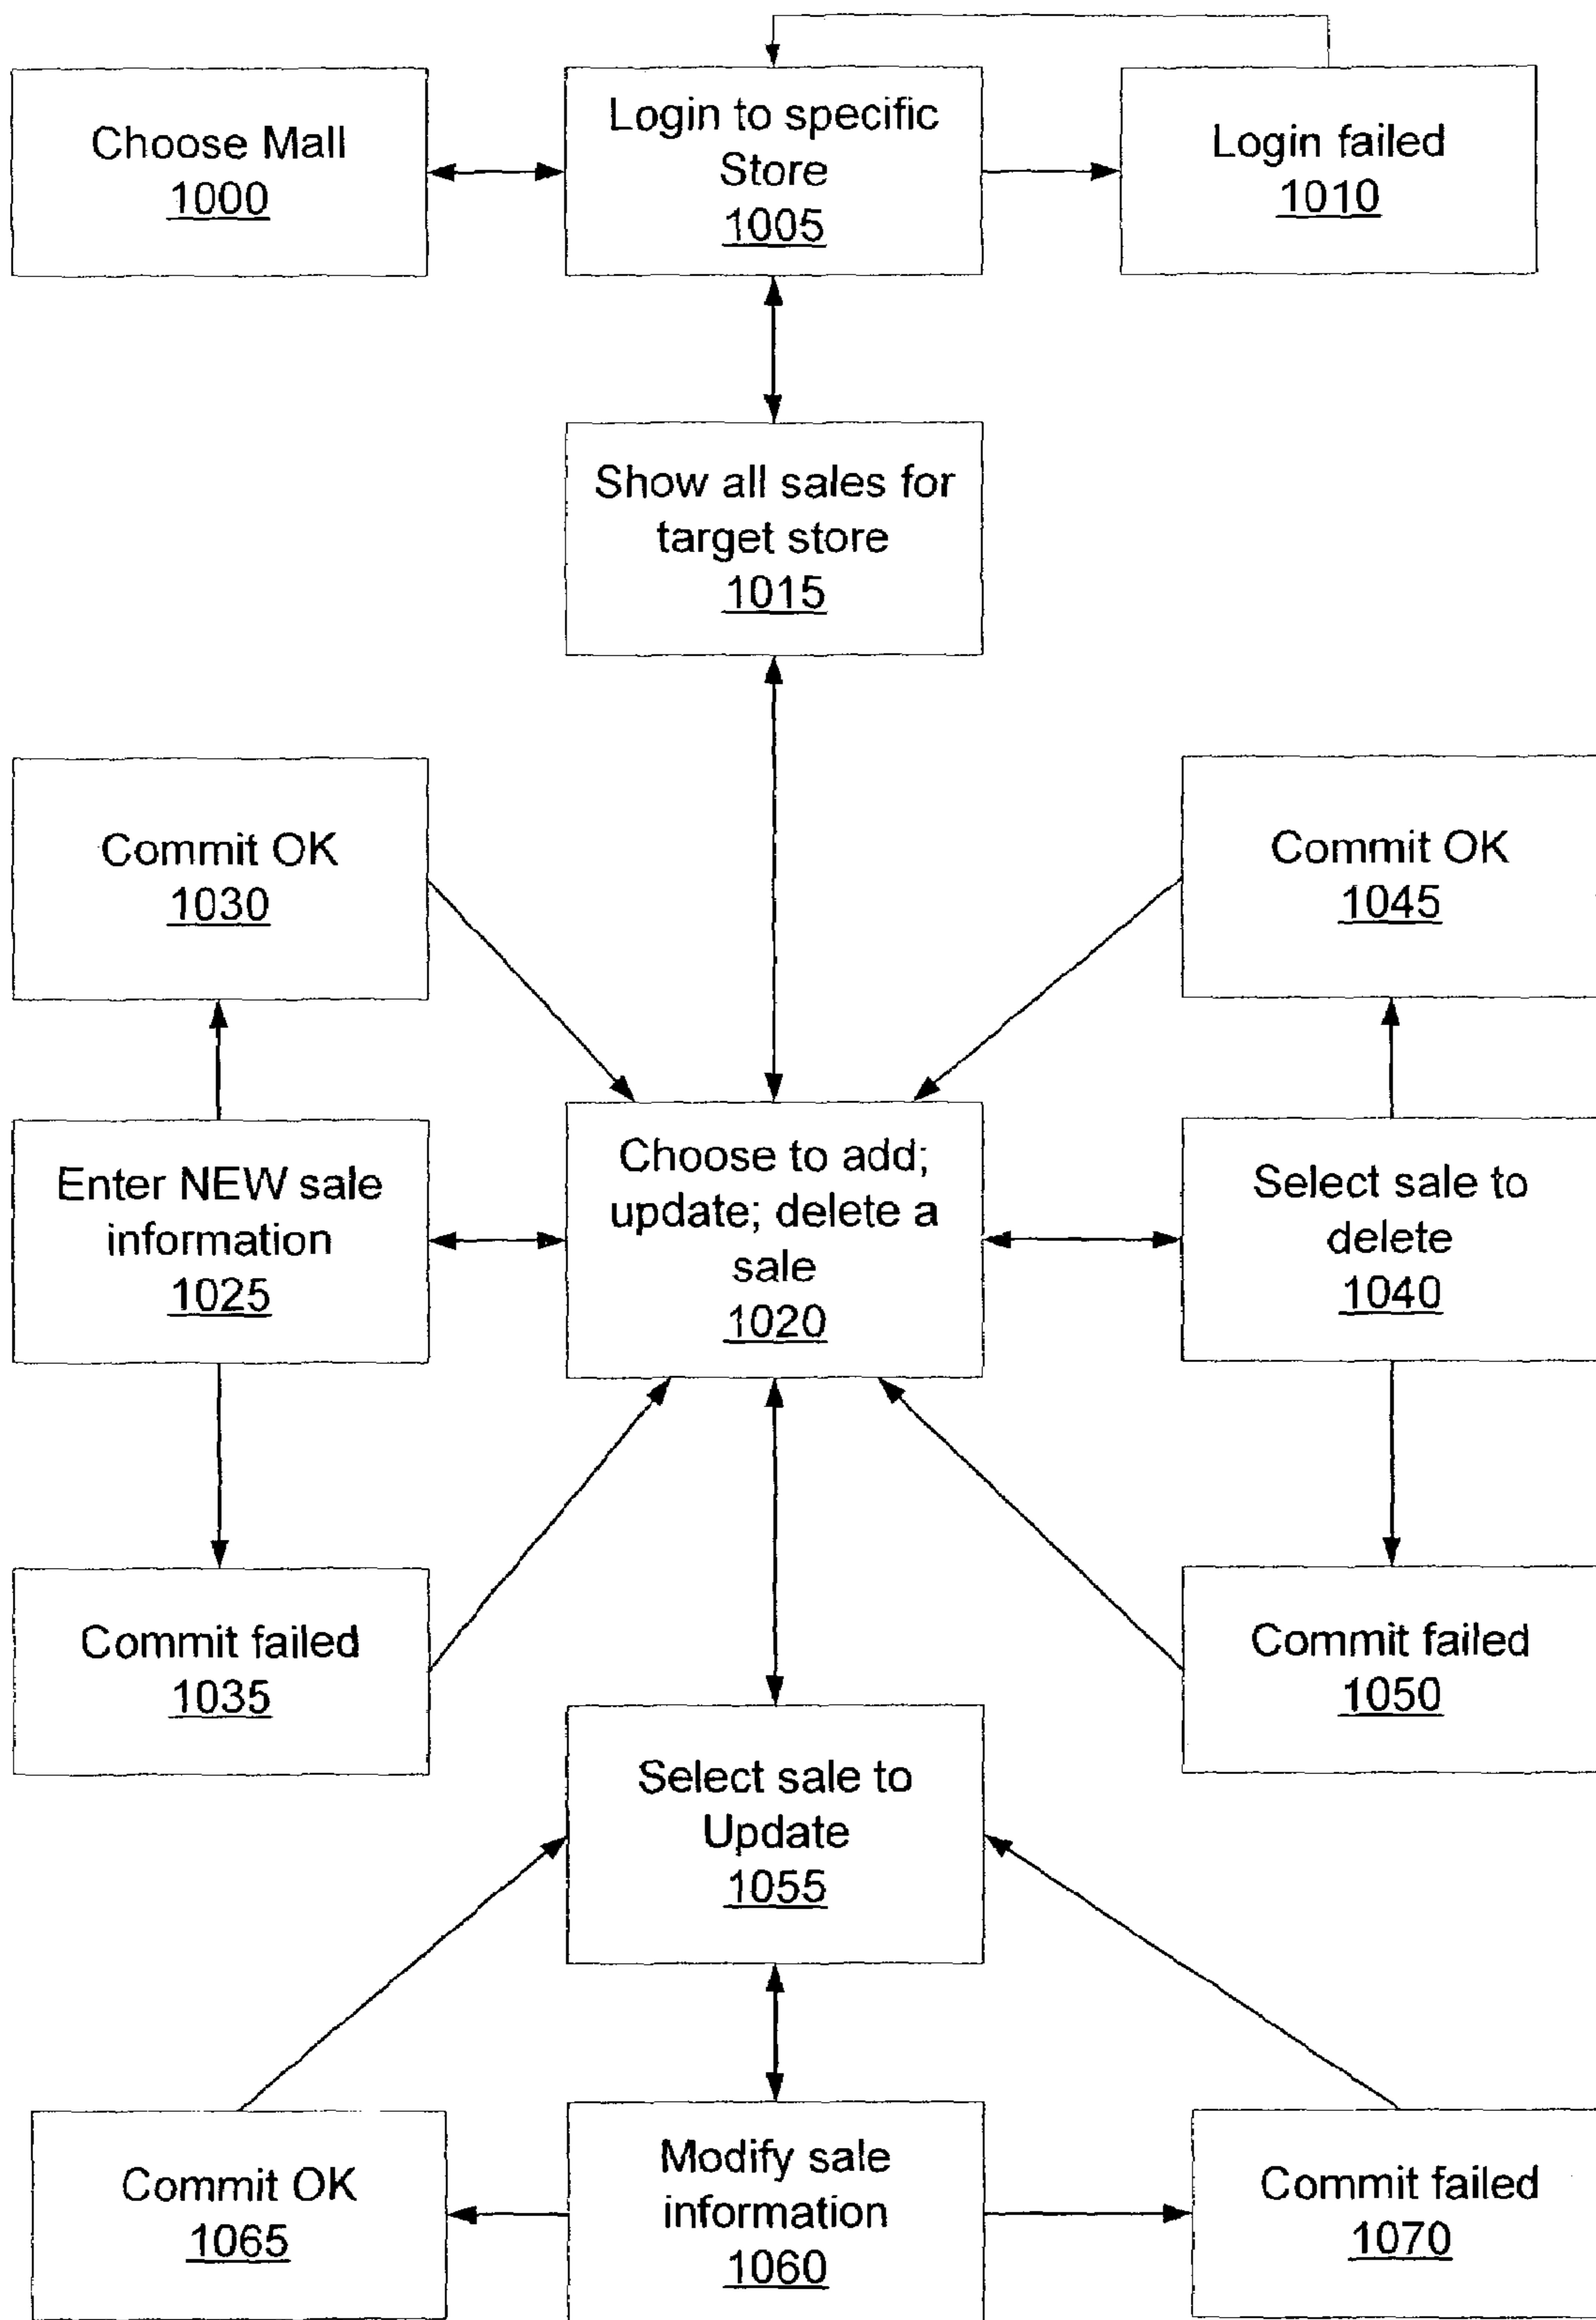 Choose Mall
1000
Login to specific
Store
1005
Login failed
1010
Show all sales for
target store
1015
Commit OK
1030
Commit OK
1045
Enter NEW sale
information
1025
Choose to add;
update; delete a
sale
1020
Select sale to
delete
1040
Commit failed
1035
Commit failed
1050
Select sale to
Update
1055
Commit OK
1065
Modify sale
information
1060
Commit failed
1070